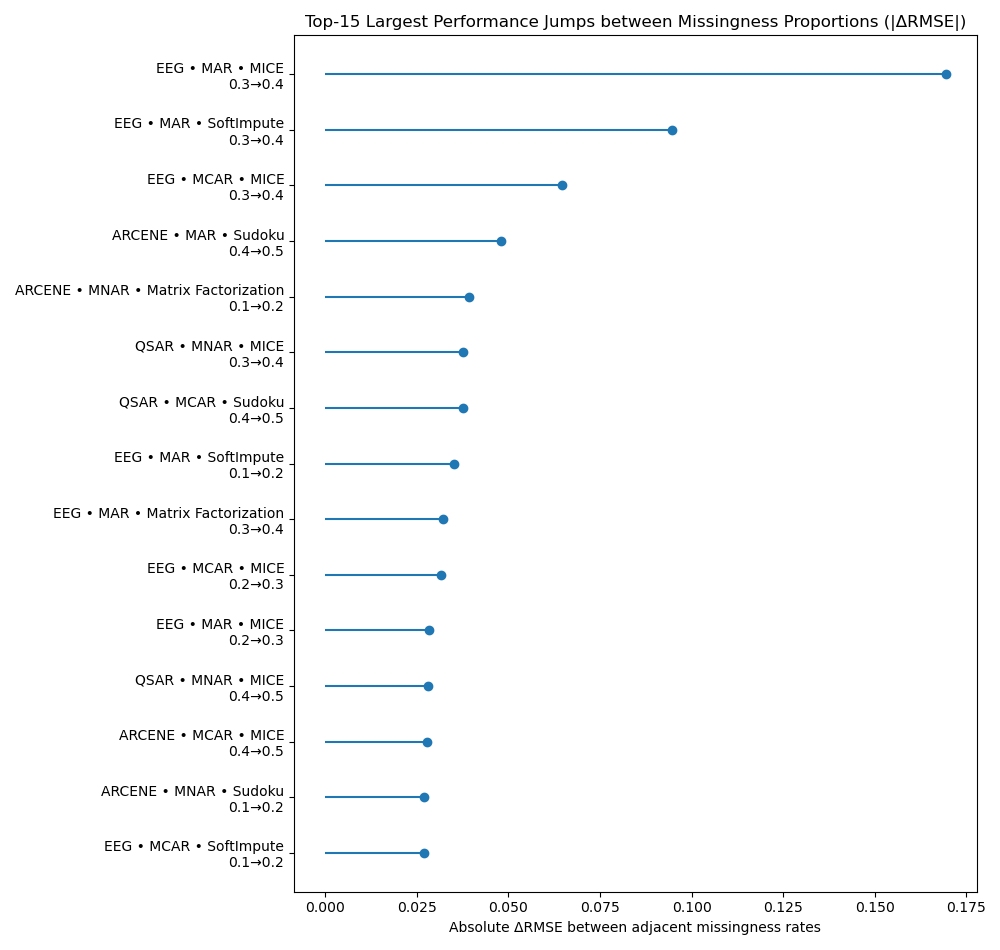 Top-15 Largest Performance Jumps between Missingness Proportions (|ΔRMSE|)
EEG • MAR • MICE
0.3→0.4
EEG • MAR • SoftImpute
0.3→0.4
EEG • MCAR • MICE
0.3→0.4
ARCENE • MAR • Sudoku
0.4→0.5
ARCENE • MNAR • Matrix Factorization
0.1→0.2
QSAR • MNAR • MICE
0.3→0.4
QSAR • MCAR • Sudoku
0.4→0.5
EEG • MAR • SoftImpute
0.1→0.2
EEG • MAR • Matrix Factorization
0.3→0.4
EEG • MCAR • MICE
0.2→0.3
EEG • MAR • MICE
0.2→0.3
QSAR • MNAR • MICE
0.4→0.5
ARCENE • MCAR • MICE
0.4→0.5
ARCENE • MNAR • Sudoku
0.1→0.2
EEG • MCAR • SoftImpute
0.1→0.2
0.000 0.025 0.050 0.075 0.100 0.125 0.150 0.175
Absolute ΔRMSE between adjacent missingness rates